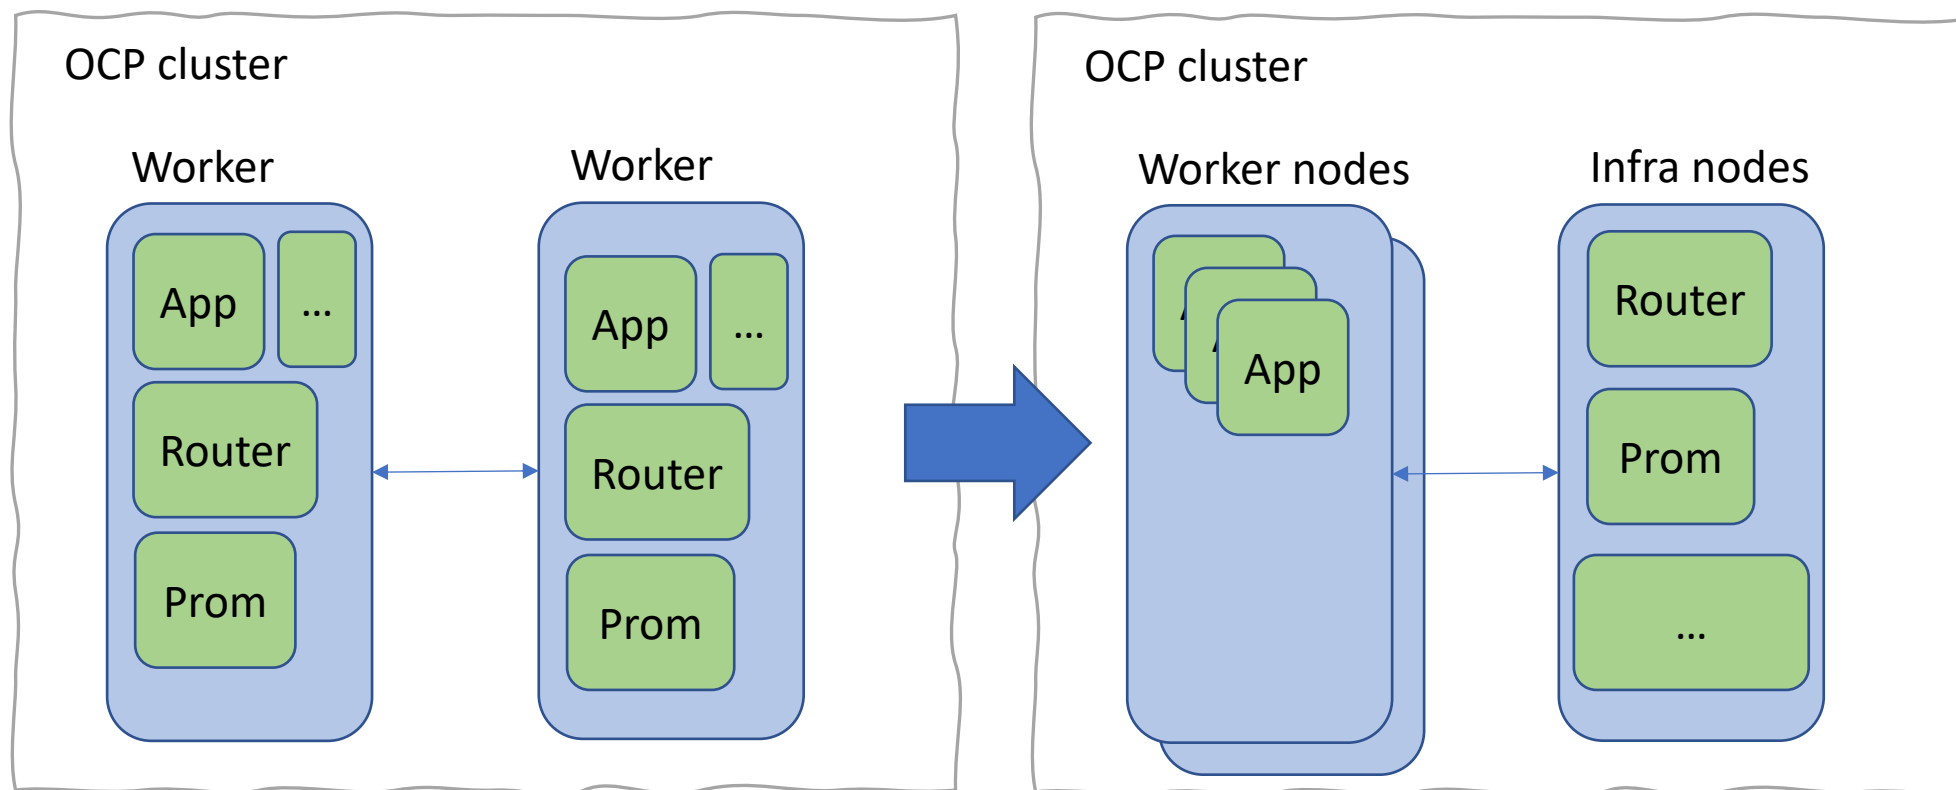 OCP cluster
Worker
Worker
App
...
Router
Prom
App
...
Router
Prom
OCP cluster
Worker nodes
Infra nodes
App
Router
Prom
...